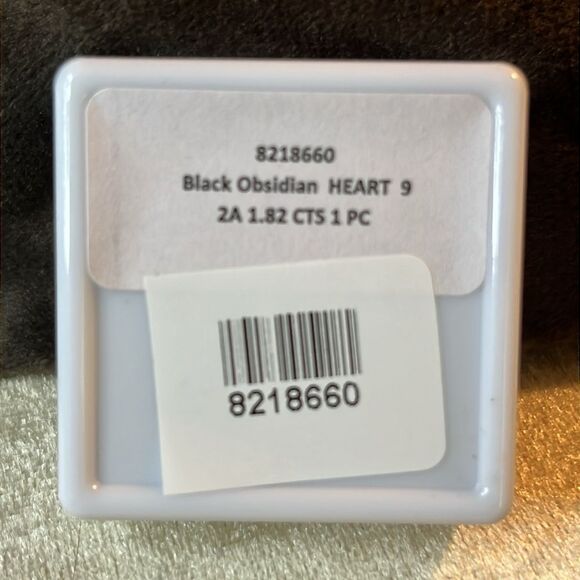 8218660
Black Obsidian HEART 9
2A 1.82 CTS 1 PC
8218660